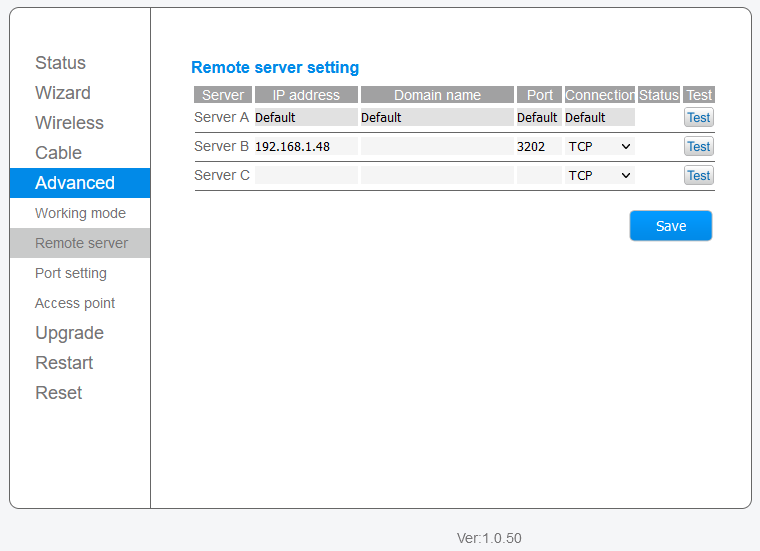 Status
Wizard
Wireless
Cable
Advanced
Working mode
Remote server
Port setting
Access point
Upgrade
Restart
Reset
Remote server setting
Server IP address Domain name Port Connection Status Test
Server A Default Default Default Default Test
Server B 192.168.1.48 3202 TCP Test
Server C TCP Test
Save
Ver:1.0.50